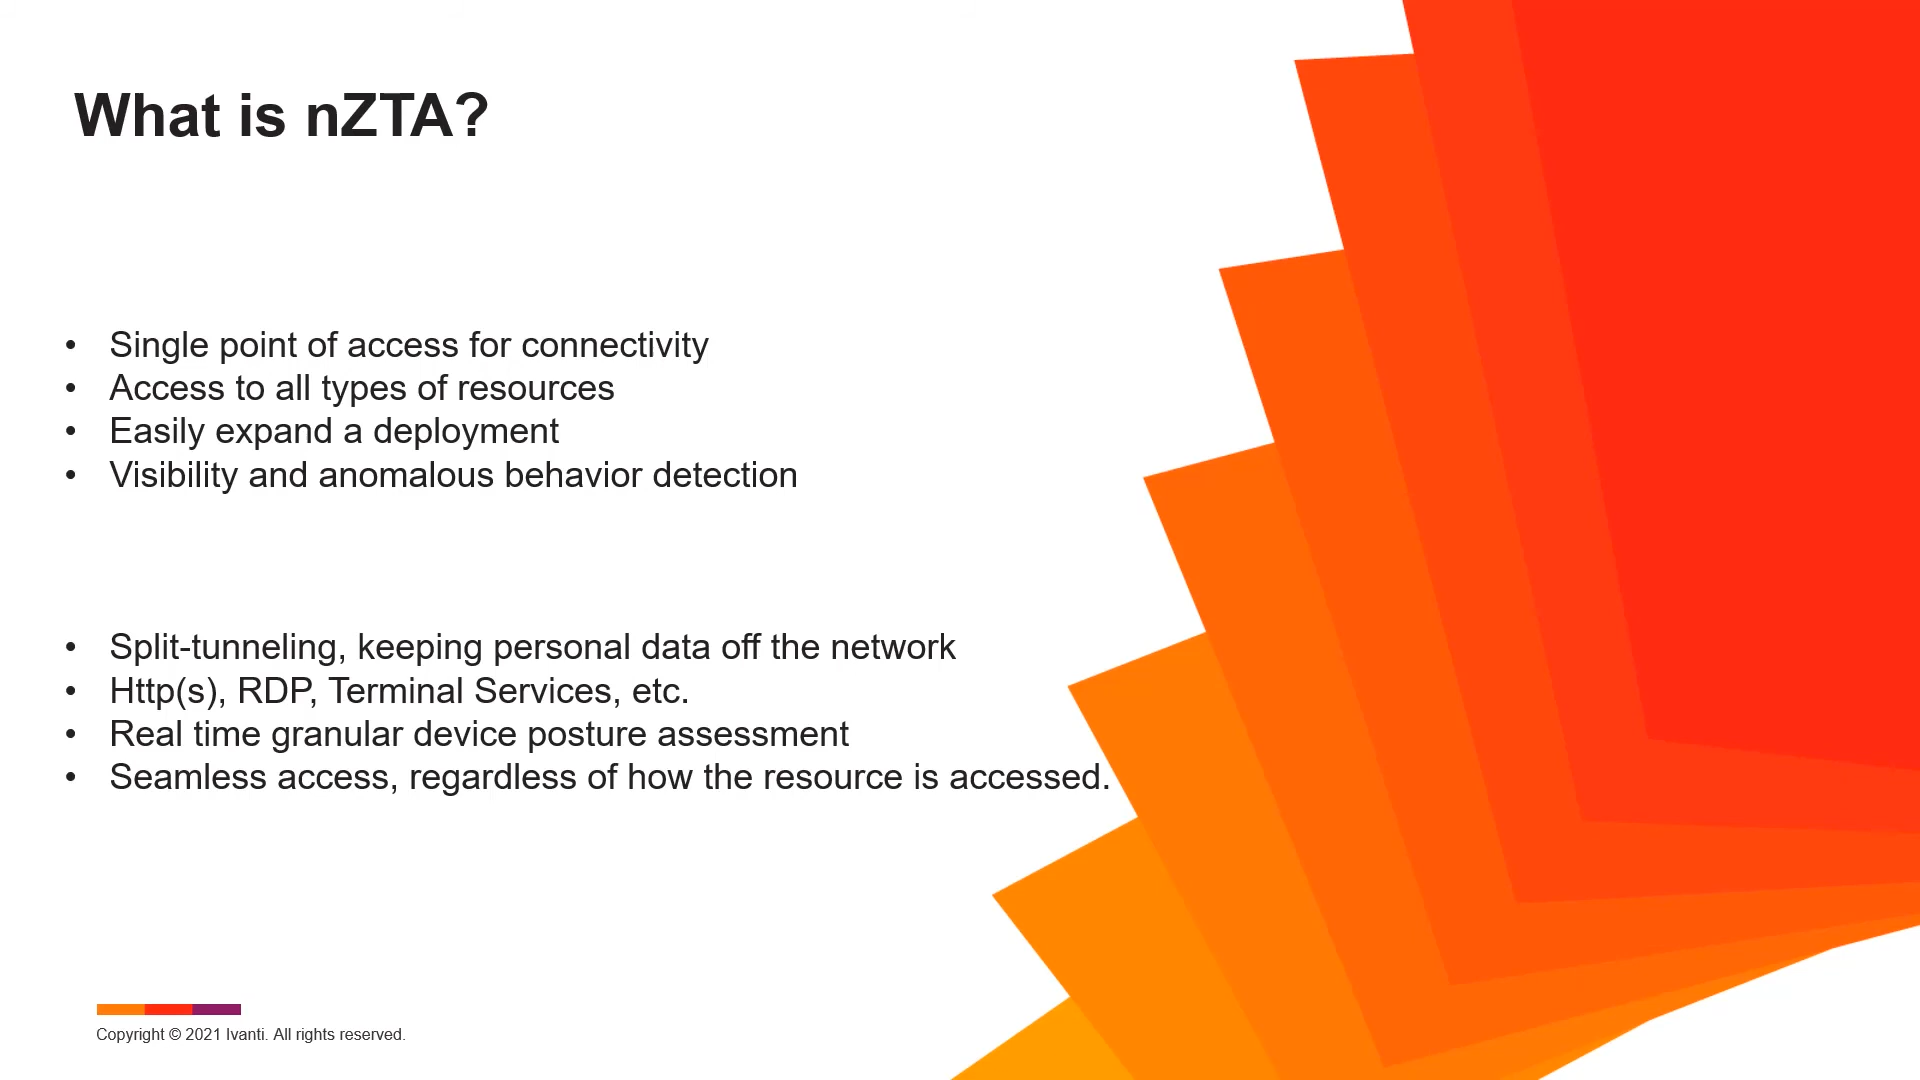 What is nZTA?
• Single point of access for connectivity
• Access to all types of resources
• Easily expand a deployment
• Visibility and anomalous behavior detection
• Split-tunneling, keeping personal data off the network
• Http(s), RDP, Terminal Services, etc.
• Real time granular device posture assessment
• Seamless access, regardless of how the resource is accessed.
Copyright © 2021 Ivanti. All rights reserved.